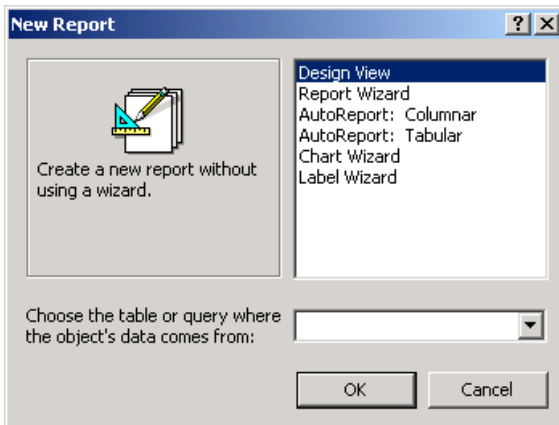 New Report
Design View
Report Wizard
AutoReport: Columnar
AutoReport: Tabular
Chart Wizard
Label Wizard
Create a new report without
using a wizard.
Choose the table or query where
the object's data comes from:
OK
Cancel